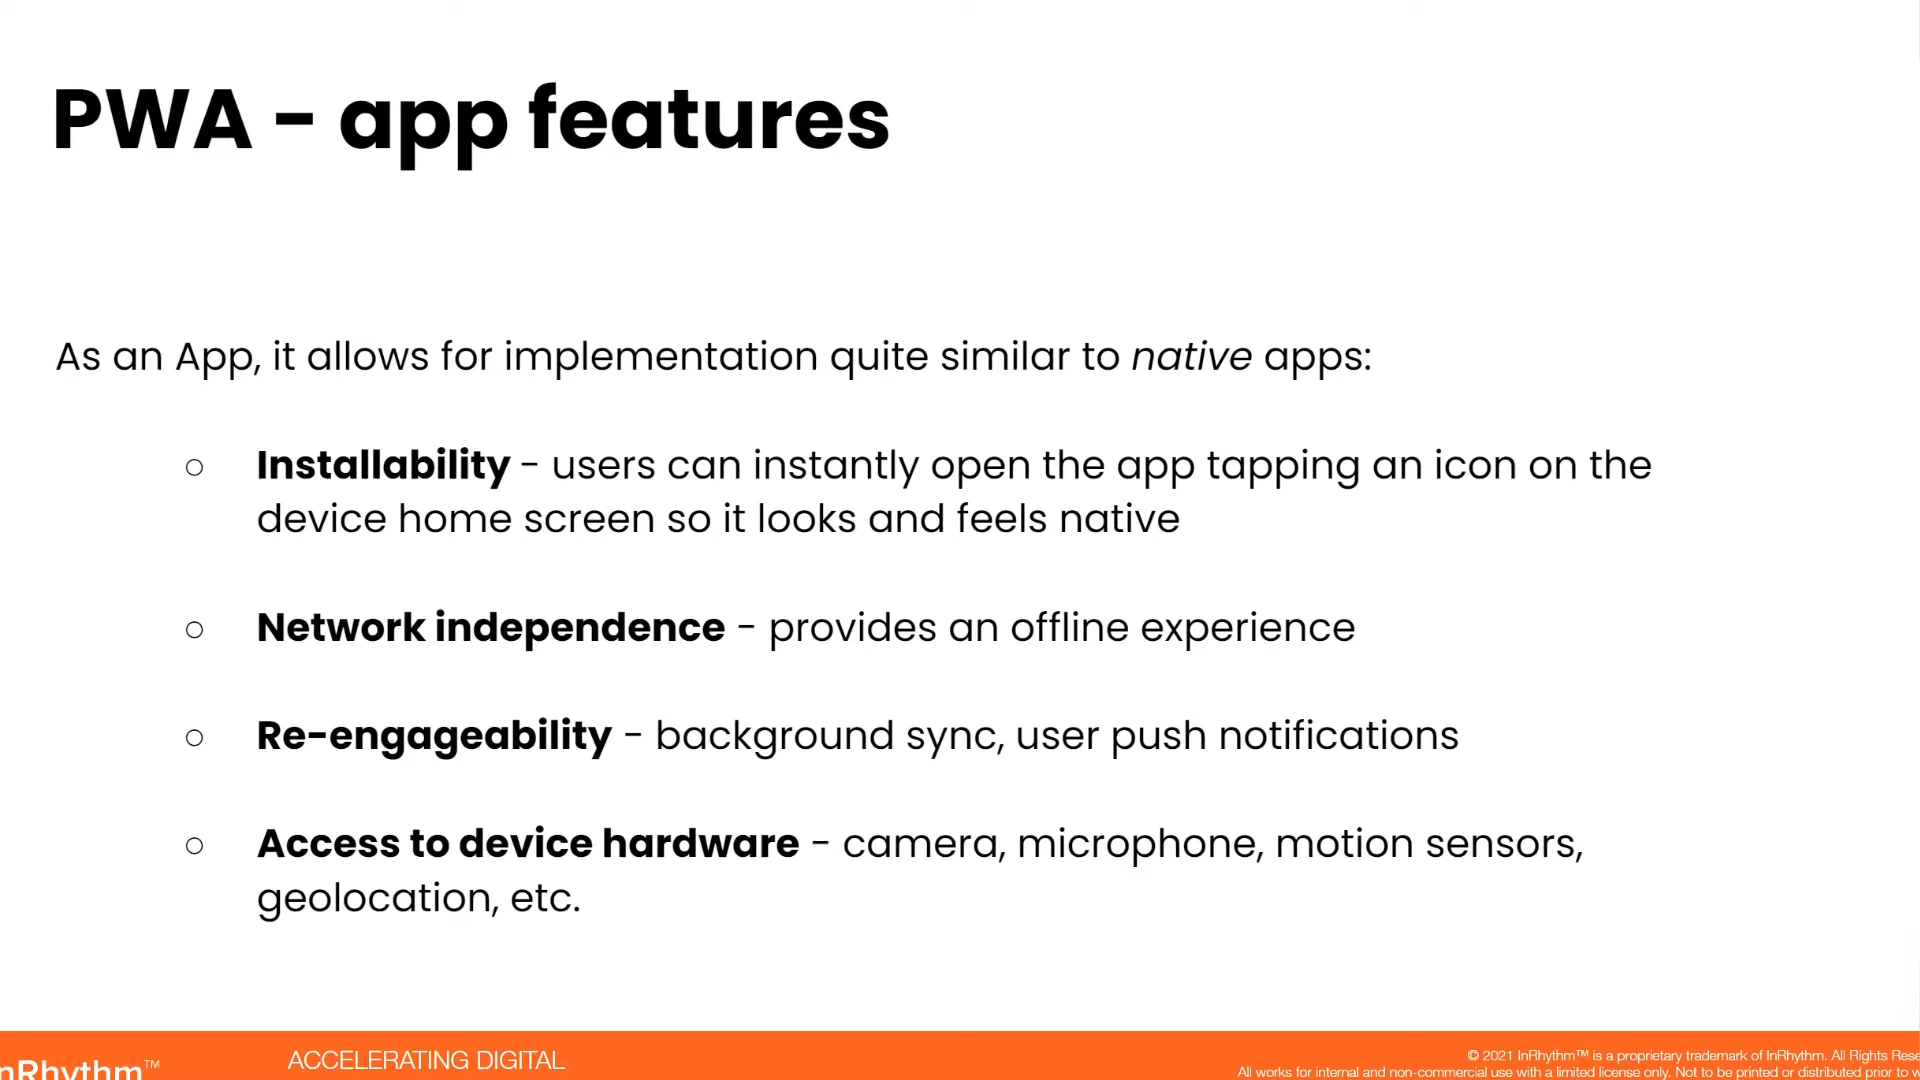 PWA - app features
As an App, it allows for implementation quite similar to native apps:
○ Installability - users can instantly open the app tapping an icon on the
device home screen so it looks and feels native
○ Network independence - provides an offline experience
○ Re-engageability - background sync, user push notifications
○ Access to device hardware - camera, microphone, motion sensors,
geolocation, etc.
nRhythm™
ACCELERATING DIGITAL
© 2021 InRhythm™ is a proprietary trademark of InRhythm. All Rights Rese
All works for internal and non-commercial use with a limited license only. Not to be printed or distributed prior to w